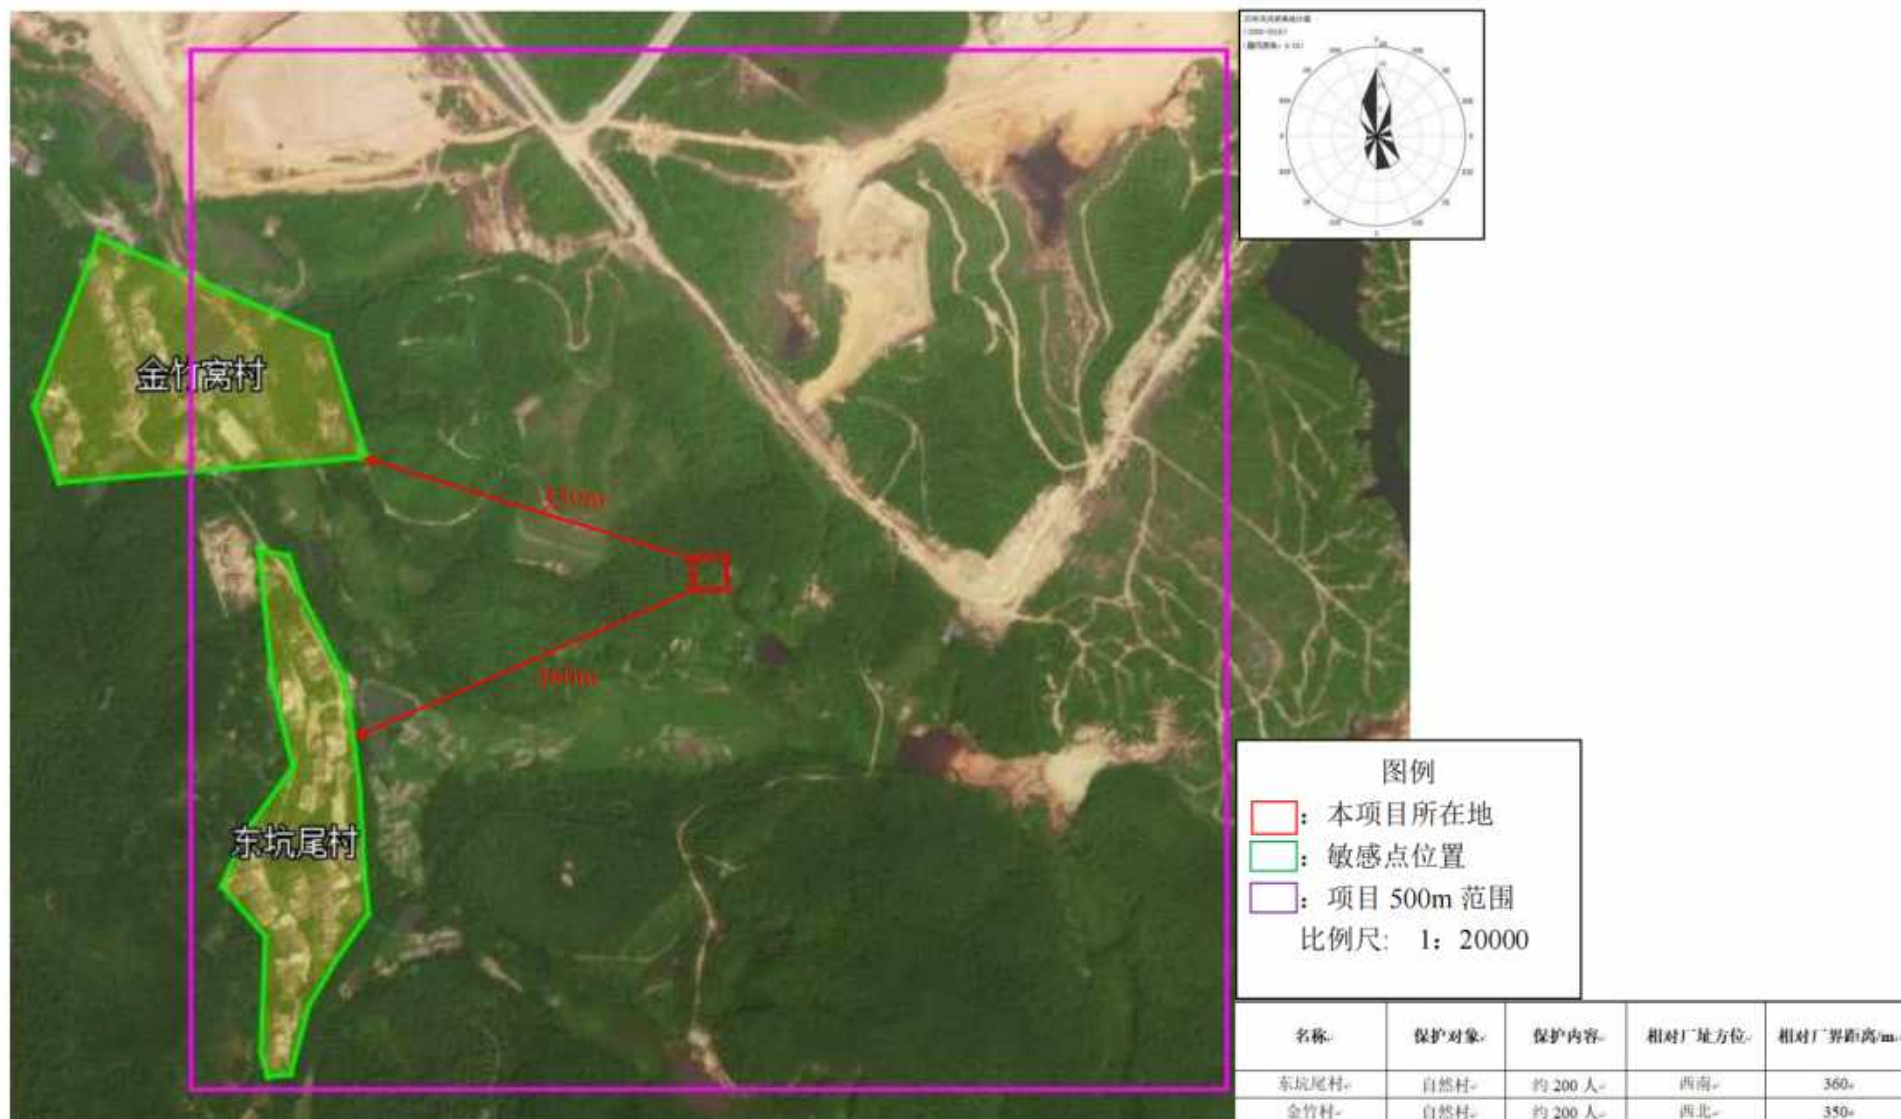 金竹窝村
350m
360m
东坑尾村
图例
：本项目所在地
：敏感点位置
：项目 500m 范围
比例尺: 1：20000
名称 保护对象 保护内容 相对厂址方位 相对厂界距离/m
东坑尾村 自然村 约 200 人 西南 360
金竹村 自然村 约 200 人 西北 350